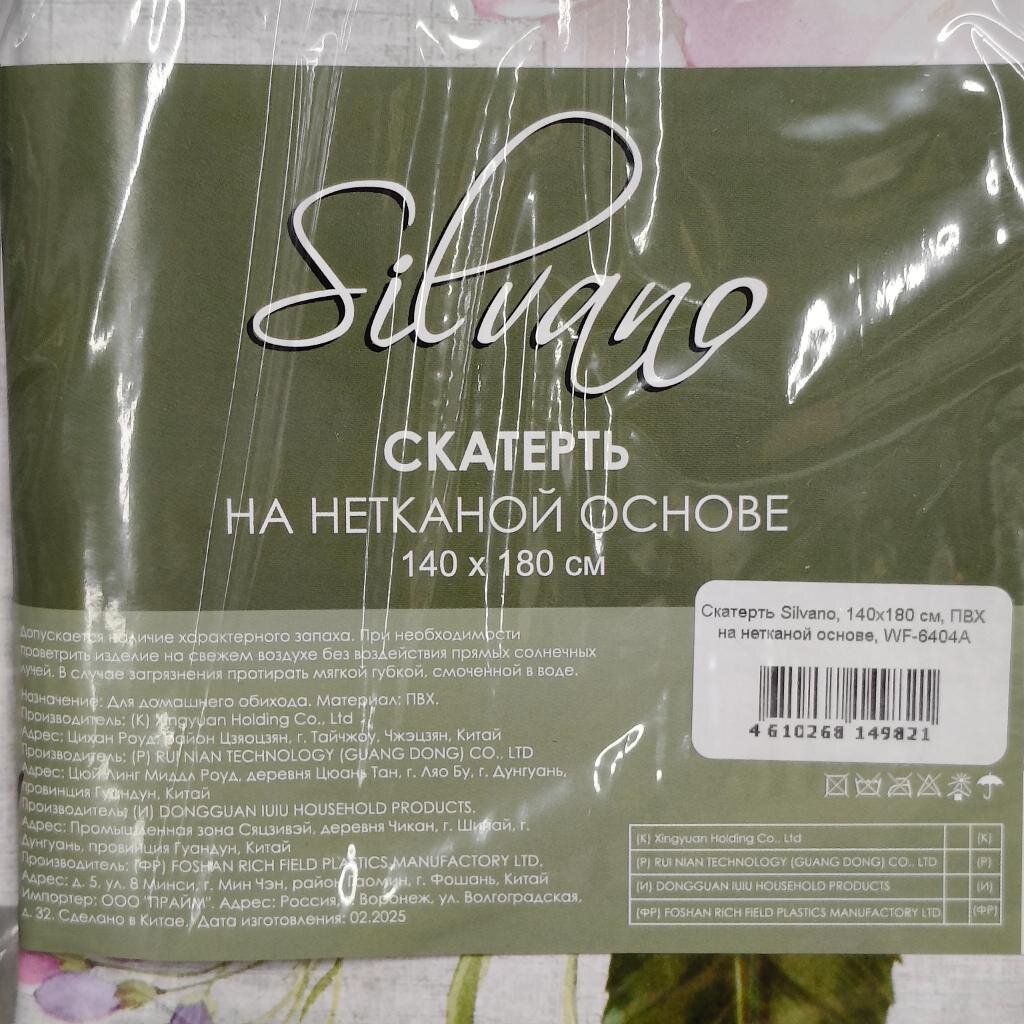 Silvano
СКАТЕРТЬ
НА НЕТКАНОЙ ОСНОВЕ
140 х 180 см
Допускается наличие характерного запаха. При необходимости
проветрить изделие на свежем воздухе без воздействия прямых солнечных
лучей. В случае загрязнения протирать мягкой губкой, смоченной в воде.
Назначение: Для домашнего обихода. Материал: ПВХ.
Производитель: (К) Xingyuan Holding Co., Ltd
Адрес: Цихан Роуд, район Цзяоцзян, г. Тайчжоу, Чжэцзян, Китай
Производитель: (Р) RUI NIAN TECHNOLOGY (GUANG DONG) CO., LTD
Адрес: Цюй Линг Миддл Роуд, деревня Цюань Тан, г. Ляо Бу, г. Дунгуань,
провинция Гуандун, Китай
Производитель: (И) DONGGUAN IUIU HOUSEHOLD PRODUCTS.
Адрес: Промышленная зона Сяцзивэй, деревня Чикан, г. Шипай, г.
Дунгуань, провинция Гуандун, Китай
Производитель: (ФР) FOSHAN RICH FIELD PLASTICS MANUFACTORY LTD.
Адрес: д. 5, ул. 8 Минси, г. Мин Чэн, район Гаомин, г. Фошань, Китай
Импортер: ООО "ПРАЙМ". Адрес: Россия, г. Воронеж, ул. Волгоградская,
д. 32. Сделано в Китае. Дата изготовления: 02.2025
Скатерть Silvano, 140х180 см, ПВХ
на нетканой основе, WF-6404A
4 610268 149821
(К) Xingyuan Holding Co., Ltd (К)
(Р) RUI NIAN TECHNOLOGY (GUANG DONG) CO., LTD (Р)
(И) DONGGUAN IUIU HOUSEHOLD PRODUCTS (И)
(ФР) FOSHAN RICH FIELD PLASTICS MANUFACTORY LTD. (ФР)